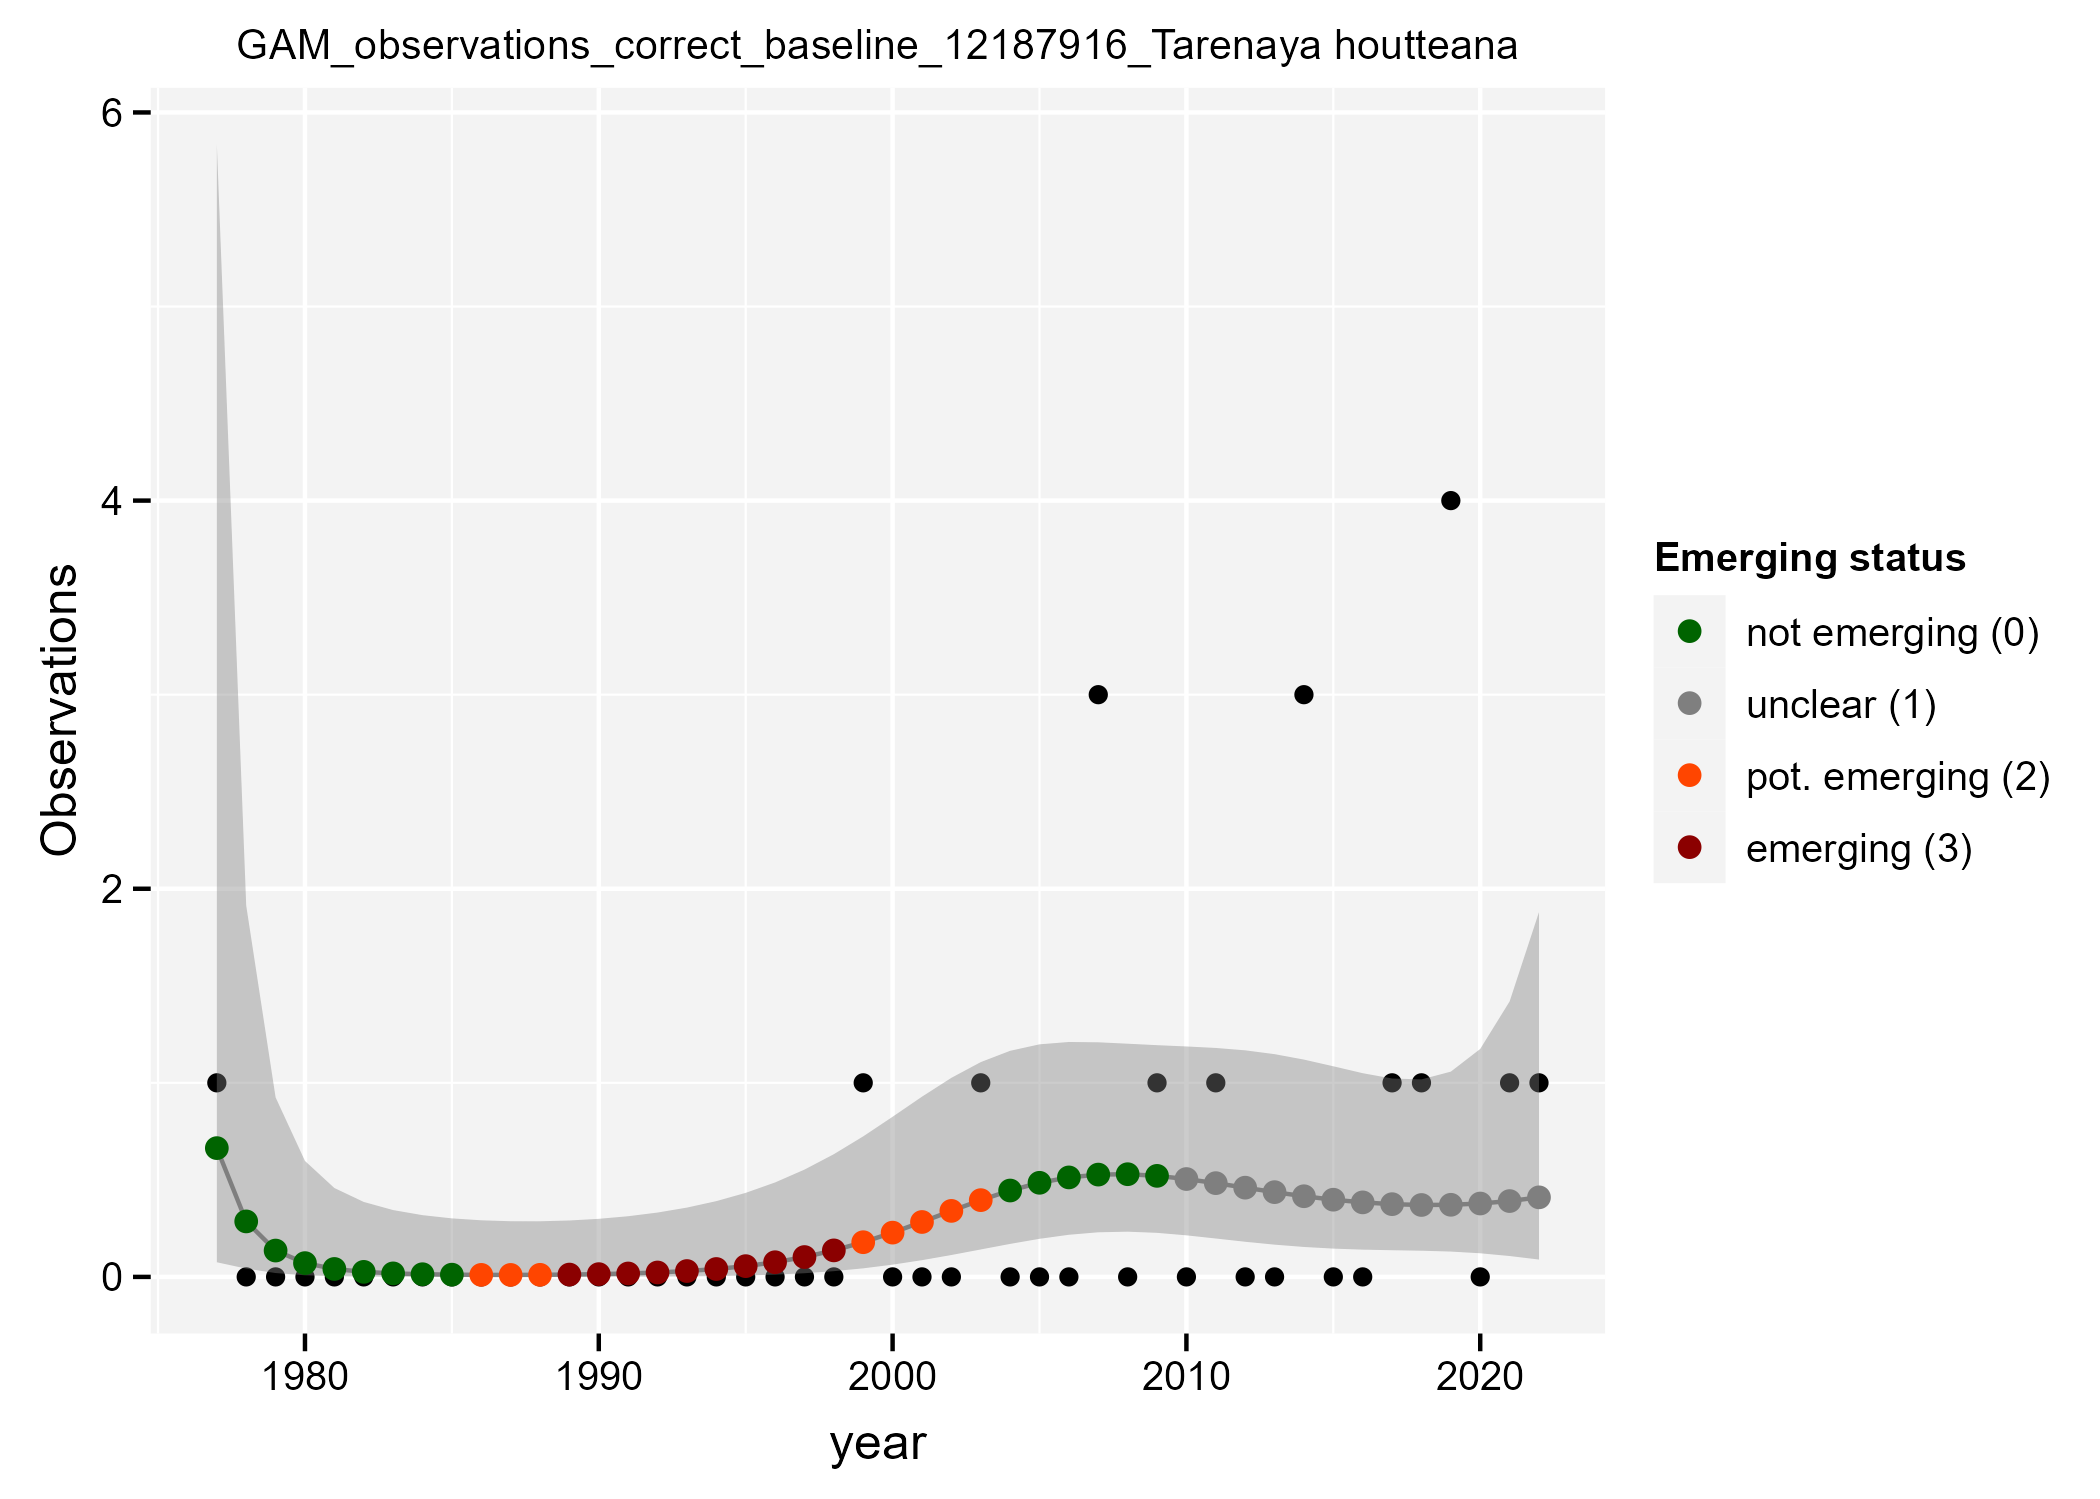 GAM_observations_correct_baseline_12187916_Tarenaya houtteana
6
4
2
0
Observations
1980 1990 2000 2010 2020
year
Emerging status
not emerging (0)
unclear (1)
pot. emerging (2)
emerging (3)